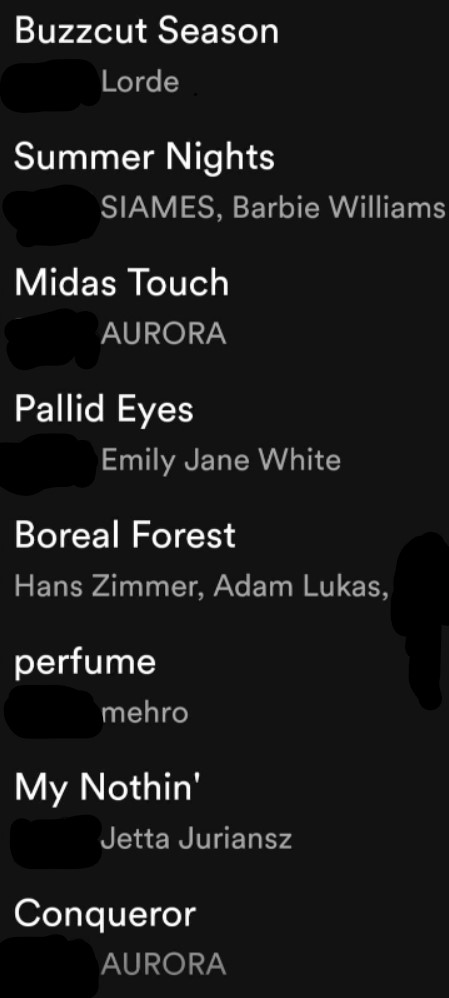 Buzzcut Season
Lorde
Summer Nights
SIAMES, Barbie Williams
Midas Touch
AURORA
Pallid Eyes
Emily Jane White
Boreal Forest
Hans Zimmer, Adam Lukas,
perfume
mehro
My Nothin'
Jetta Juriansz
Conqueror
AURORA